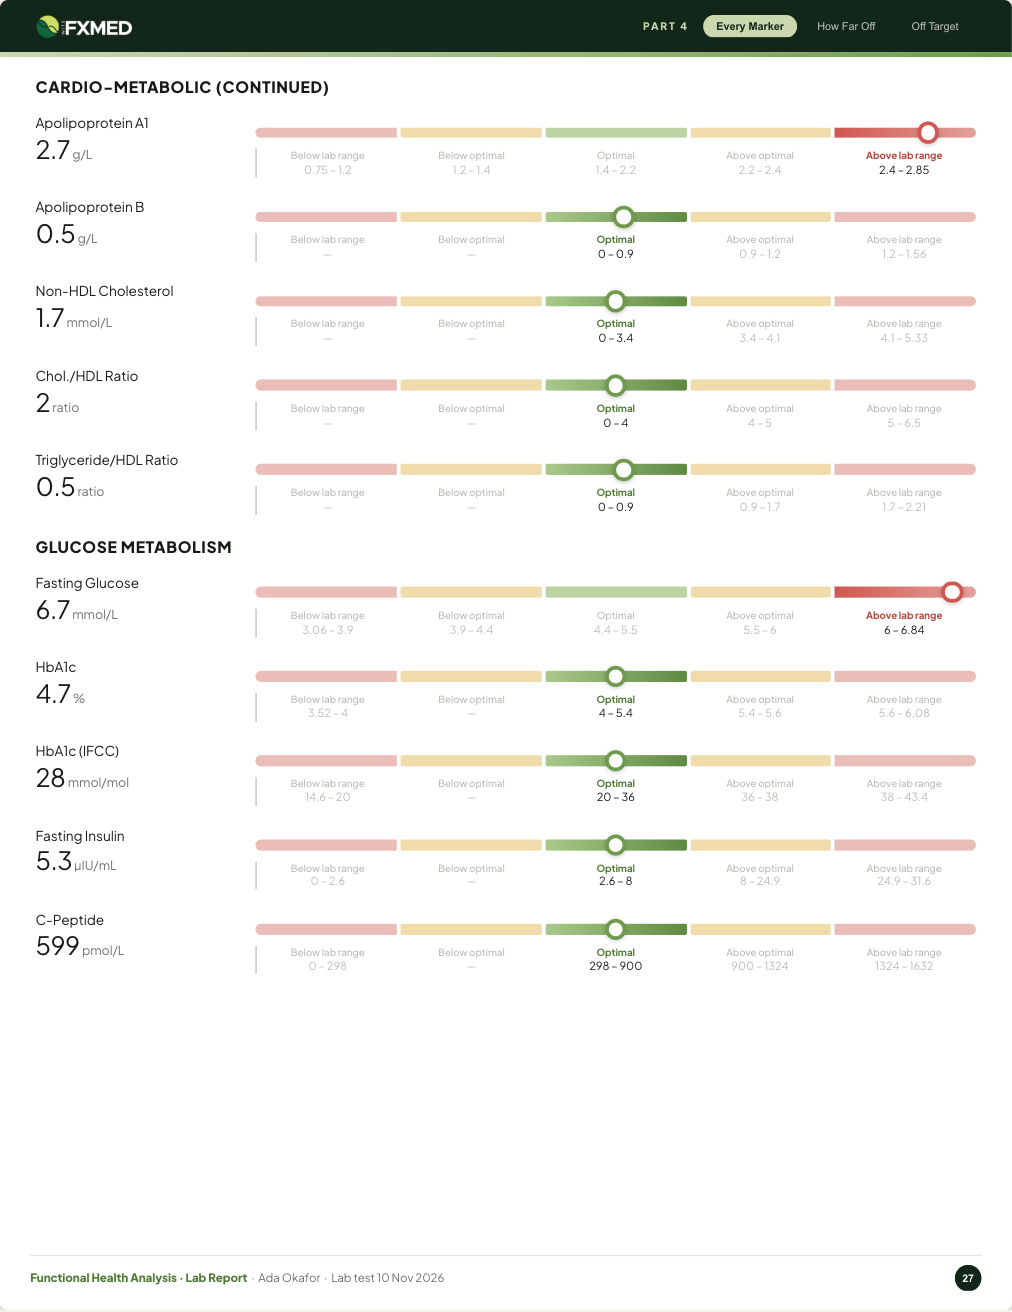 FXMED
PART 4
Every Marker
How Far Off
Off Target
CARDIO-METABOLIC (CONTINUED)
Apolipoprotein A1
2.7 g/L
Below lab range
Below optimal
Optimal
Above optimal
Above lab range
0.75 – 1.2
1.2 – 1.4
1.4 – 2.2
2.2 – 2.4
2.4 – 2.85
Apolipoprotein B
0.5 g/L
Below lab range
Below optimal
Optimal
Above optimal
Above lab range
—
—
0 – 0.9
0.9 – 1.2
1.2 – 1.56
Non-HDL Cholesterol
1.7 mmol/L
Below lab range
Below optimal
Optimal
Above optimal
Above lab range
—
—
0 – 3.4
3.4 – 4.1
4.1 – 5.33
Chol./HDL Ratio
2 ratio
Below lab range
Below optimal
Optimal
Above optimal
Above lab range
—
—
0 – 4
4 – 5
5 – 6.5
Triglyceride/HDL Ratio
0.5 ratio
Below lab range
Below optimal
Optimal
Above optimal
Above lab range
—
—
0 – 0.9
0.9 – 1.7
1.7 – 2.21
GLUCOSE METABOLISM
Fasting Glucose
6.7 mmol/L
Below lab range
Below optimal
Optimal
Above optimal
Above lab range
3.06 – 3.9
3.9 – 4.4
4.4 – 5.5
5.5 – 6
6 – 6.84
HbA1c
4.7 %
Below lab range
Below optimal
Optimal
Above optimal
Above lab range
3.52 – 4
—
4 – 5.4
5.4 – 5.6
5.6 – 6.08
HbA1c (IFCC)
28 mmol/mol
Below lab range
Below optimal
Optimal
Above optimal
Above lab range
14.6 – 20
—
20 – 36
36 – 38
38 – 43.4
Fasting Insulin
5.3 µIU/mL
Below lab range
Below optimal
Optimal
Above optimal
Above lab range
0 – 2.6
—
2.6 – 8
8 – 24.9
24.9 – 31.6
C-Peptide
599 pmol/L
Below lab range
Below optimal
Optimal
Above optimal
Above lab range
0 – 298
—
298 – 900
900 – 1324
1324 – 1632
Functional Health Analysis · Lab Report · Ada Okafor · Lab test 10 Nov 2026
27